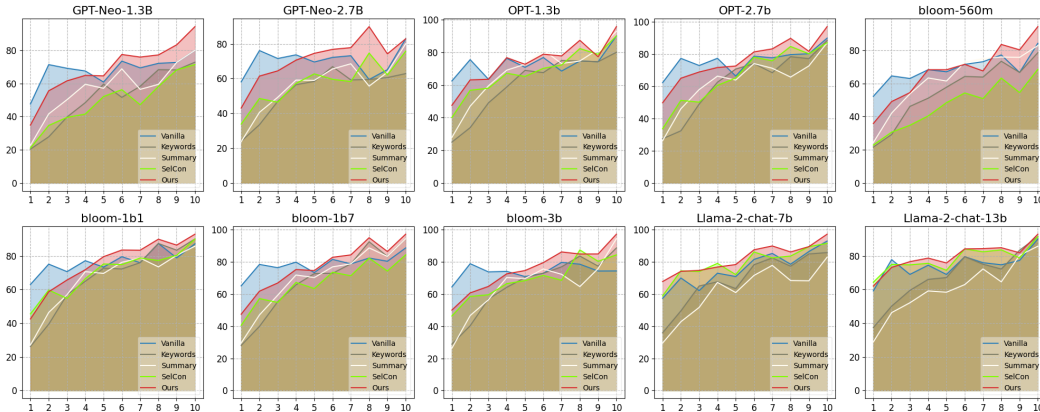 GPT-Neo-1.3B
80
60
40
20
0
1 2 3 4 5 6 7 8 9 10
Vanilla
Keywords
Summary
SelCon
Ours
GPT-Neo-2.7B
80
60
40
20
0
1 2 3 4 5 6 7 8 9 10
Vanilla
Keywords
Summary
SelCon
Ours
OPT-1.3b
100
80
60
40
20
0
1 2 3 4 5 6 7 8 9 10
Vanilla
Keywords
Summary
SelCon
Ours
OPT-2.7b
100
80
60
40
20
0
1 2 3 4 5 6 7 8 9 10
Vanilla
Keywords
Summary
SelCon
Ours
bloom-560m
80
60
40
20
0
1 2 3 4 5 6 7 8 9 10
Vanilla
Keywords
Summary
SelCon
Ours
bloom-1b1
80
60
40
20
0
1 2 3 4 5 6 7 8 9 10
Vanilla
Keywords
Summary
SelCon
Ours
bloom-1b7
100
80
60
40
20
0
1 2 3 4 5 6 7 8 9 10
Vanilla
Keywords
Summary
SelCon
Ours
bloom-3b
100
80
60
40
20
0
1 2 3 4 5 6 7 8 9 10
Vanilla
Keywords
Summary
SelCon
Ours
Llama-2-chat-7b
100
80
60
40
20
0
1 2 3 4 5 6 7 8 9 10
Vanilla
Keywords
Summary
SelCon
Ours
Llama-2-chat-13b
80
60
40
20
0
1 2 3 4 5 6 7 8 9 10
Vanilla
Keywords
Summary
SelCon
Ours